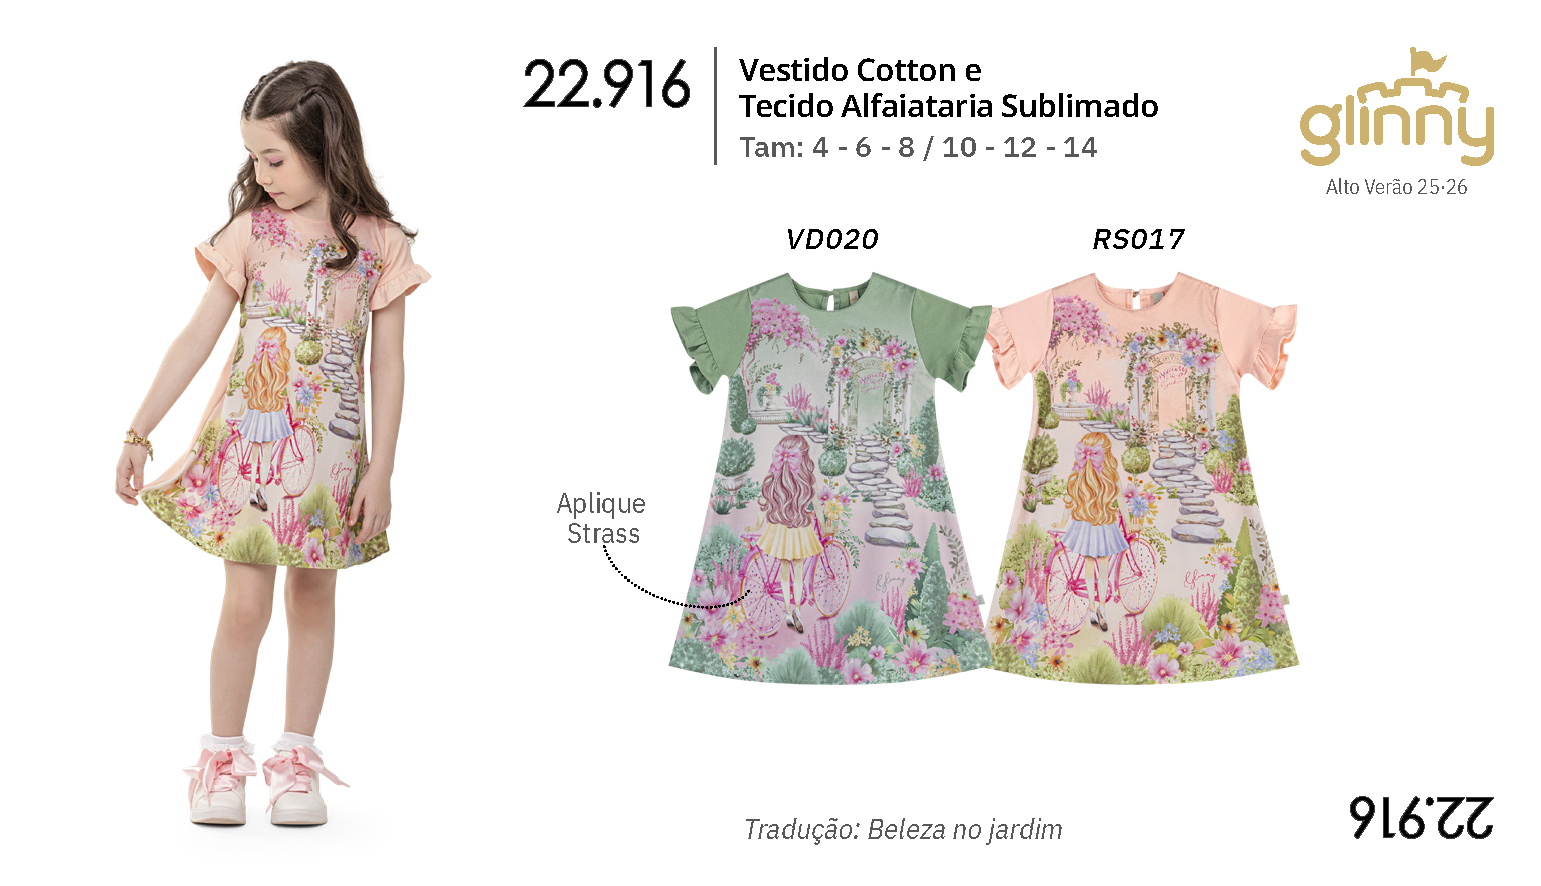 22.916
Vestido Cotton e
Tecido Alfaiataria Sublimado
Tam: 4 - 6 - 8 / 10 - 12 - 14
glinny
Alto Verão 25·26
VD020
RS017
Aplique
Strass
Tradução: Beleza no jardim
22.916